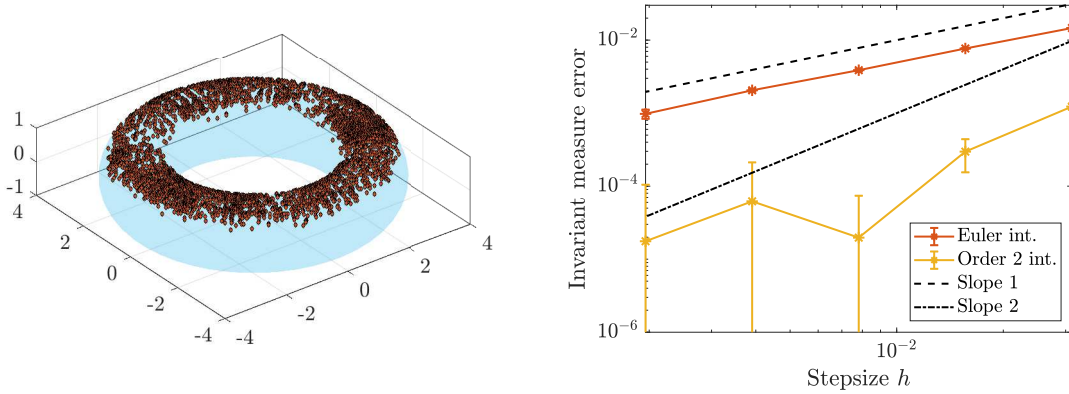 1
0
-1
4
2
0
-2
-4
-4
-2
0
2
4
Invariant measure error
10^-2
10^-4
10^-6
10^-2
Stepsize h
Euler int.
Order 2 int.
Slope 1
Slope 2